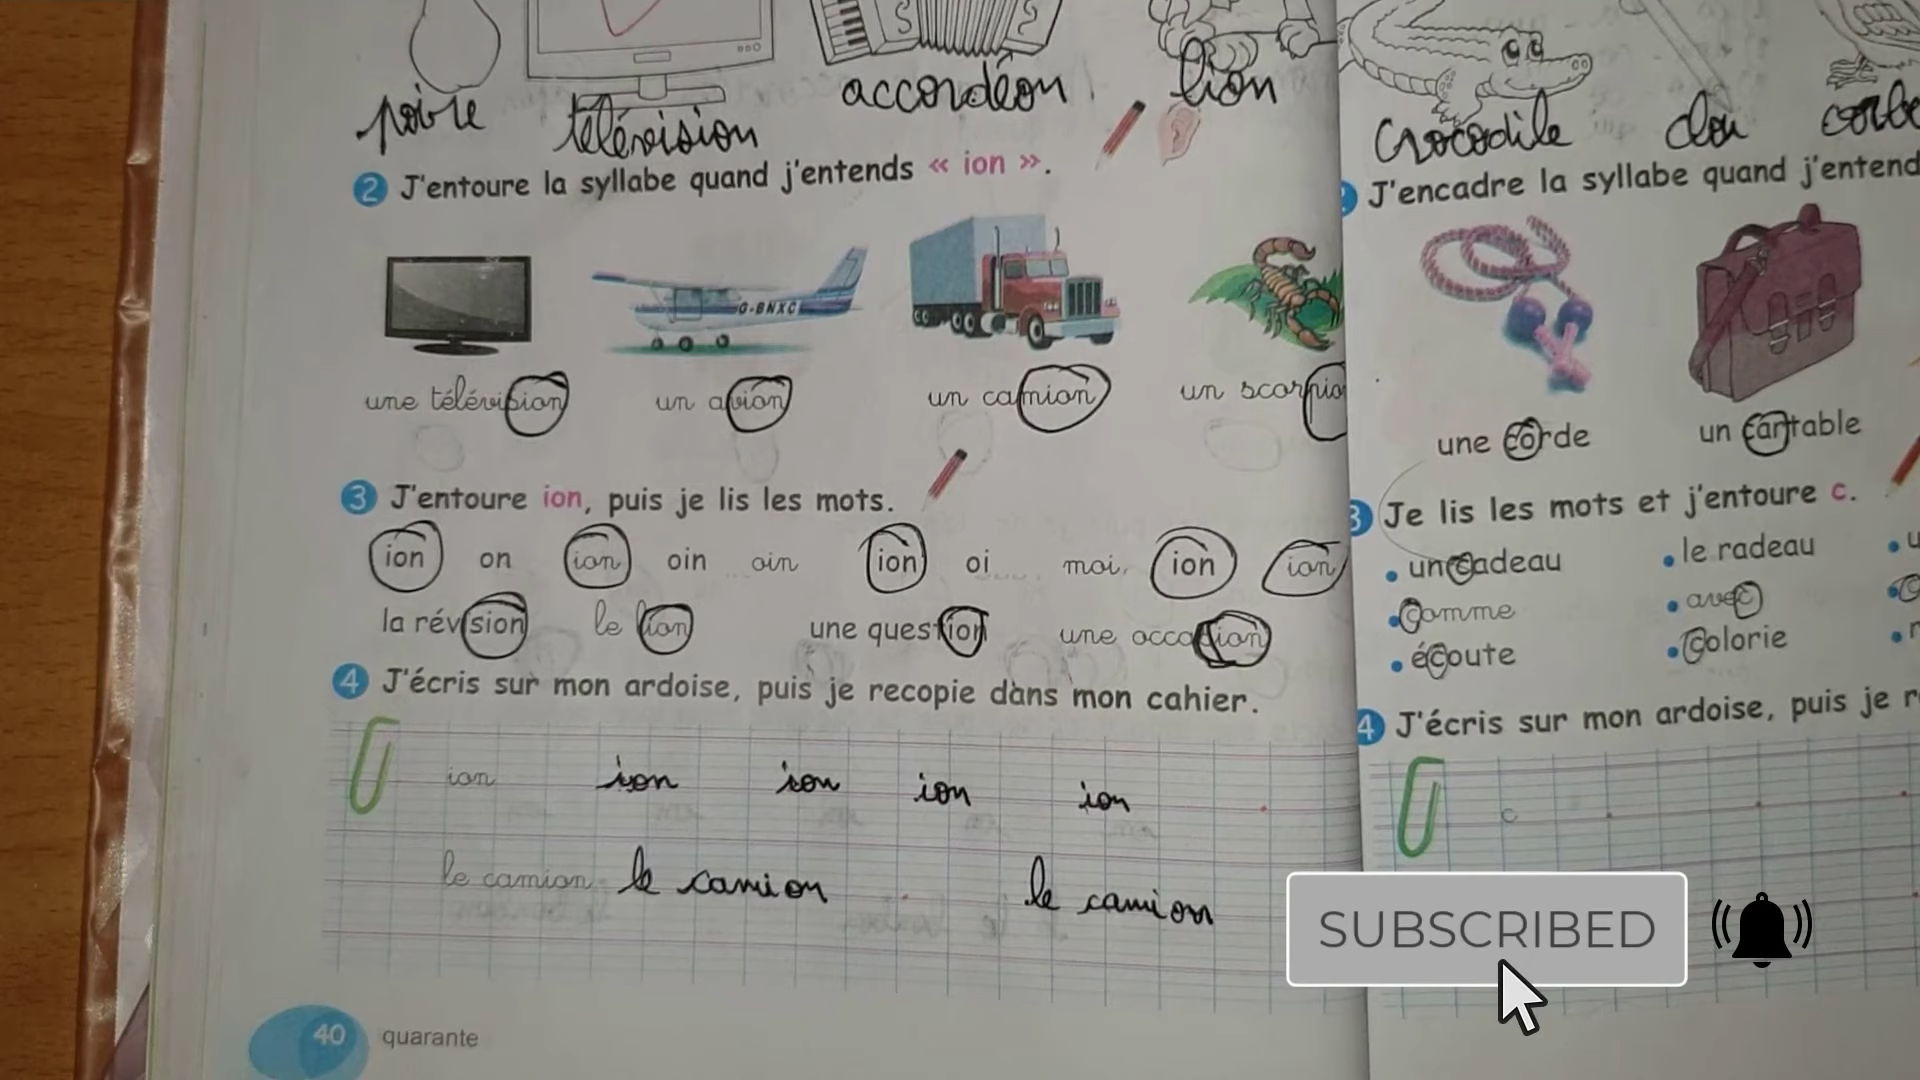 poire télévision accordéon lion
2 J'entoure la syllabe quand j'entends « ion ».
G-BNXC
une télévision un avion un camion un scorpio
3 J'entoure ion, puis je lis les mots.
ion on ion oin oin ion oi moi ion ion
la révsion le lion une question une occasion
4 J'écris sur mon ardoise, puis je recopie dans mon cahier.
ion ion ion ion ion
le camion le camion le camion
40 quarante
crocodile clou corbe
J'encadre la syllabe quand j'entend
une corde un cartable
3 Je lis les mots et j'entoure c.
• un cadeau • le radeau • u
• comme • avec • c
• écoute • colorie •
4 J'écris sur mon ardoise, puis je r
c
SUBSCRIBED